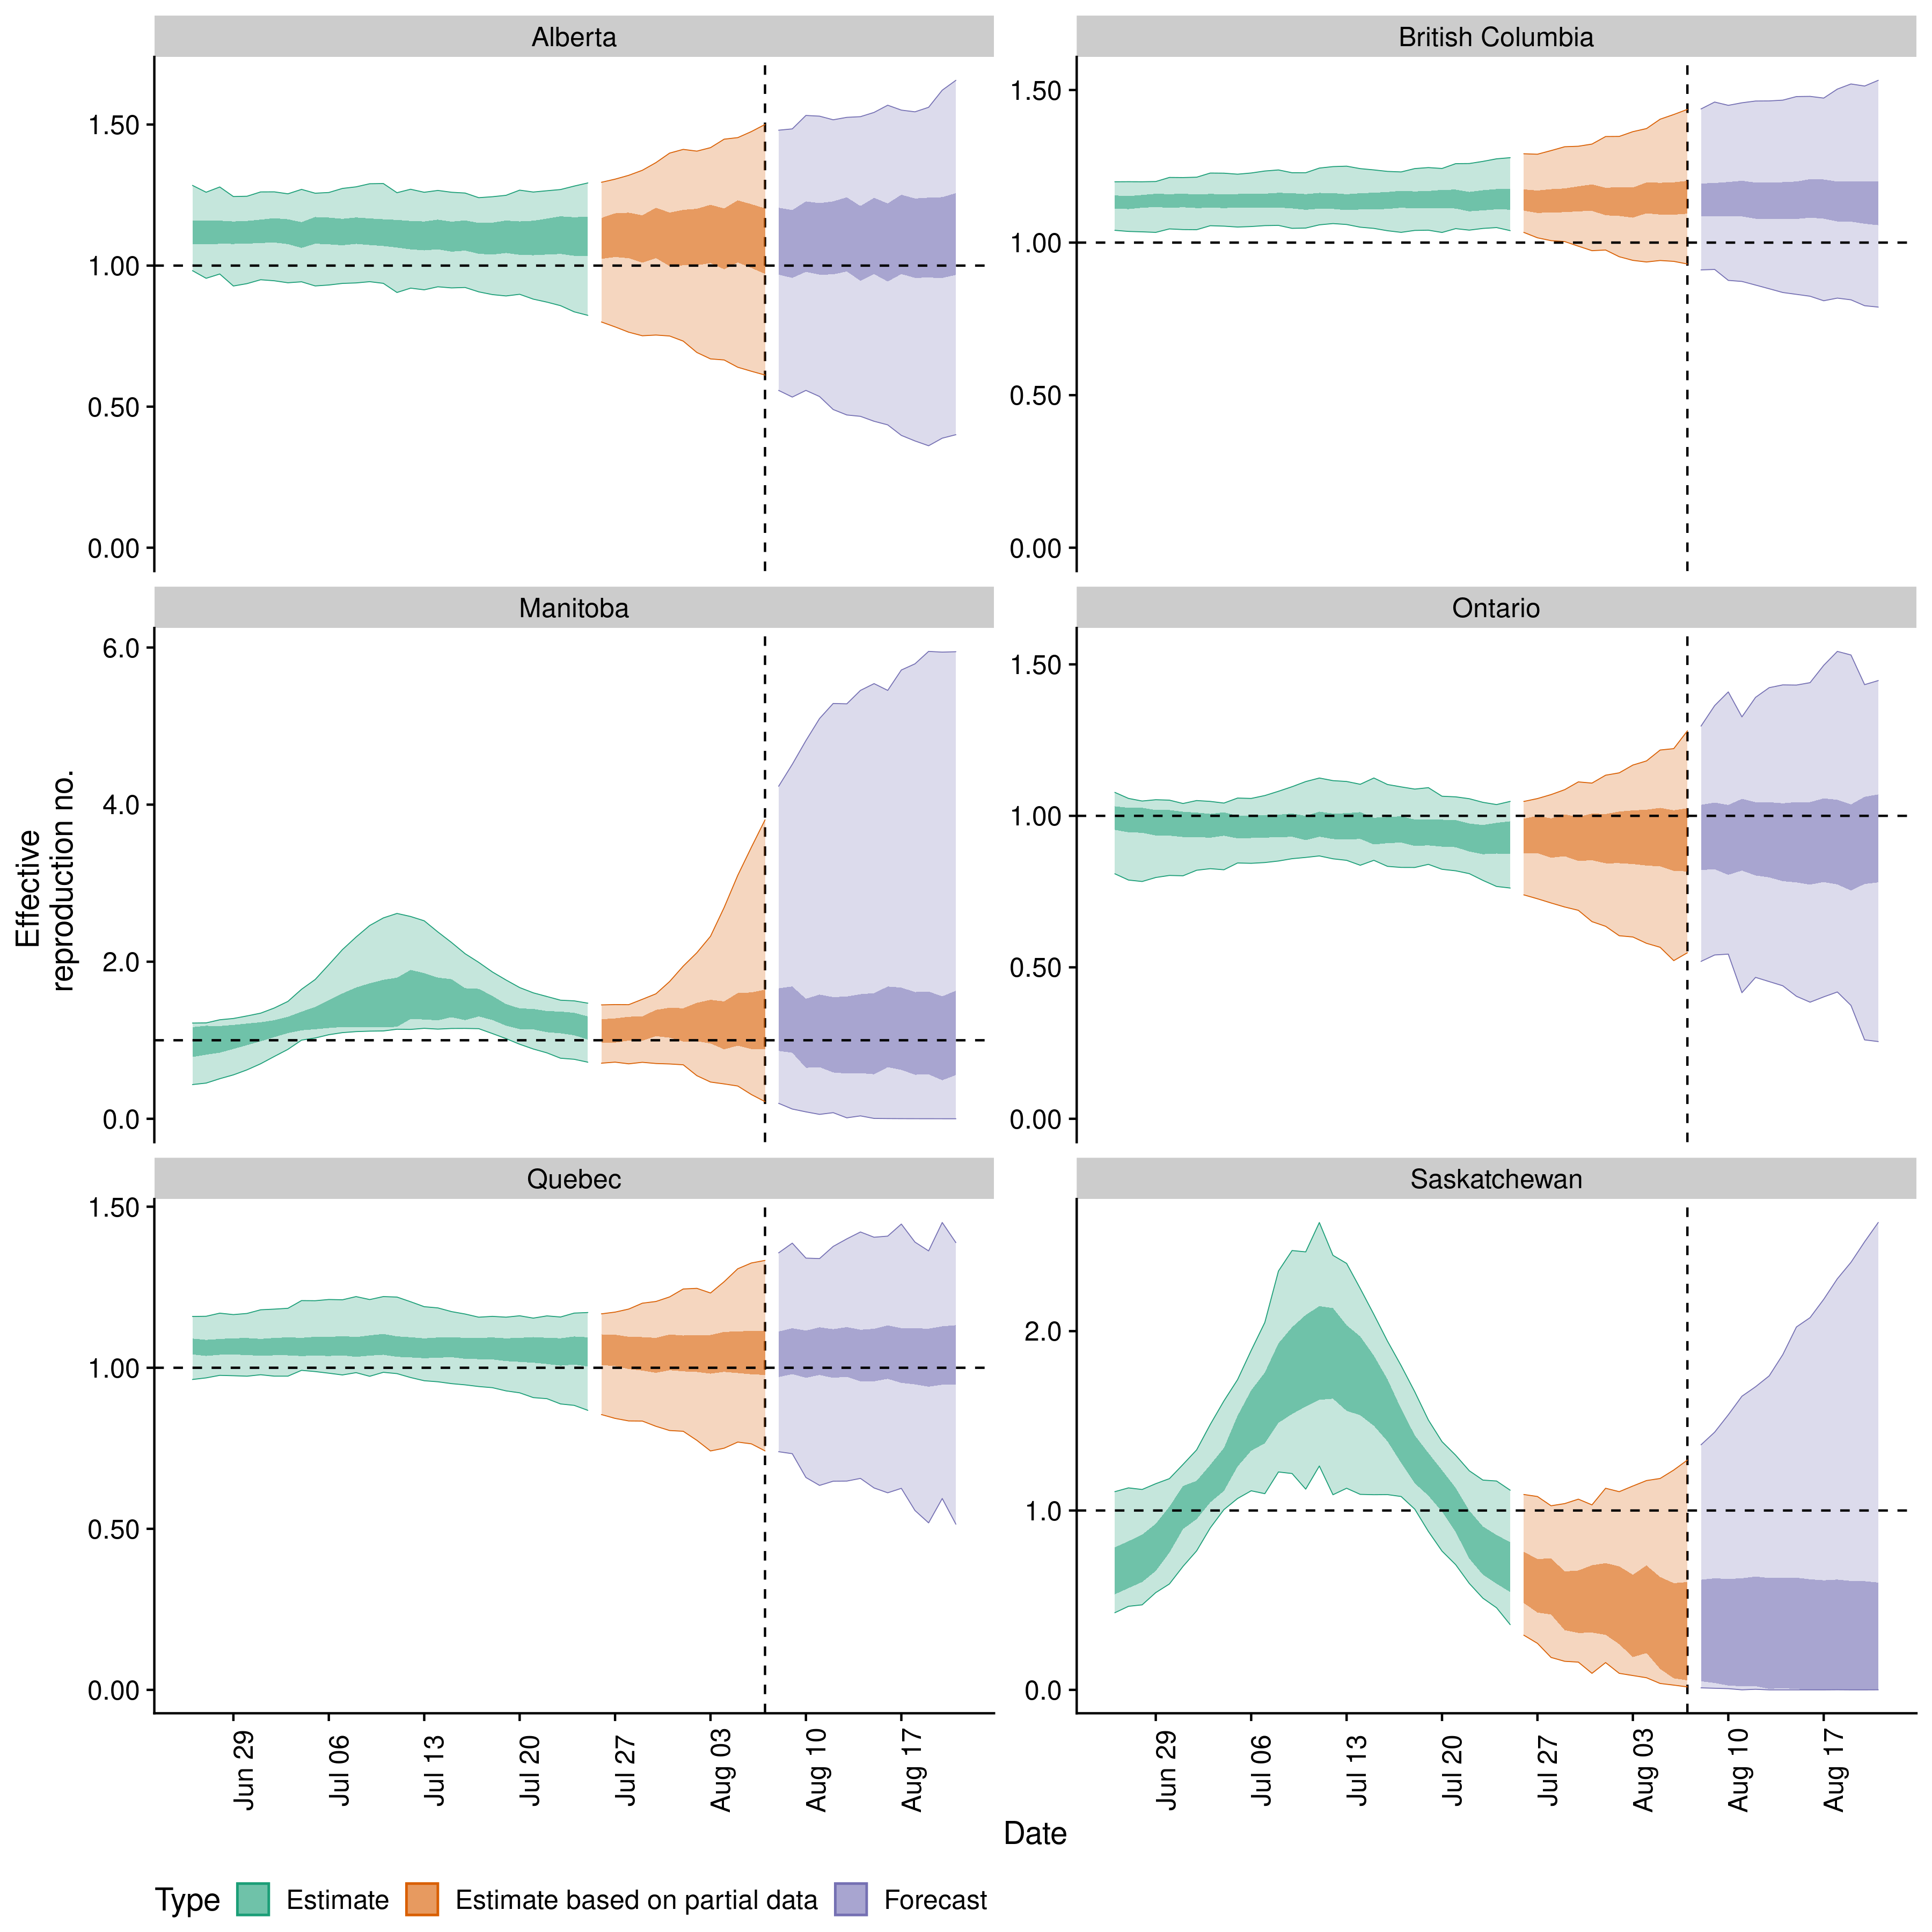 Alberta
British Columbia
1.50
1.00
0.50
0.00
1.50
1.00
0.50
0.00
Manitoba
Ontario
6.0
4.0
2.0
0.0
1.50
1.00
0.50
0.00
Effective
reproduction no.
Quebec
Saskatchewan
1.50
1.00
0.50
0.00
2.0
1.0
0.0
Jun 29
Jul 06
Jul 13
Jul 20
Jul 27
Aug 03
Aug 10
Aug 17
Jun 29
Jul 06
Jul 13
Jul 20
Jul 27
Aug 03
Aug 10
Aug 17
Date
Type Estimate Estimate based on partial data Forecast